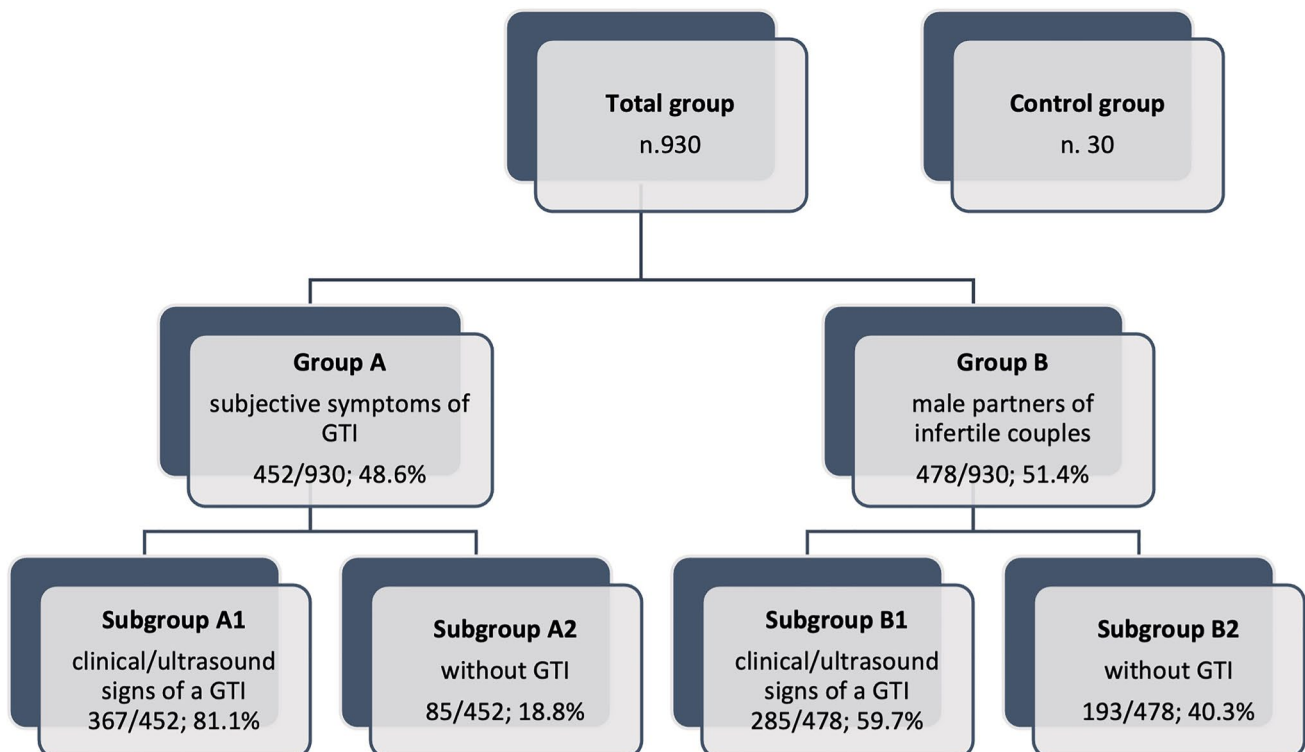 Total group
n.930
Control group
n. 30
Group A
subjective symptoms of
GTI
452/930; 48.6%
Group B
male partners of
infertile couples
478/930; 51.4%
Subgroup A1
clinical/ultrasound
signs of a GTI
367/452; 81.1%
Subgroup A2
without GTI
85/452; 18.8%
Subgroup B1
clinical/ultrasound
signs of a GTI
285/478; 59.7%
Subgroup B2
without GTI
193/478; 40.3%